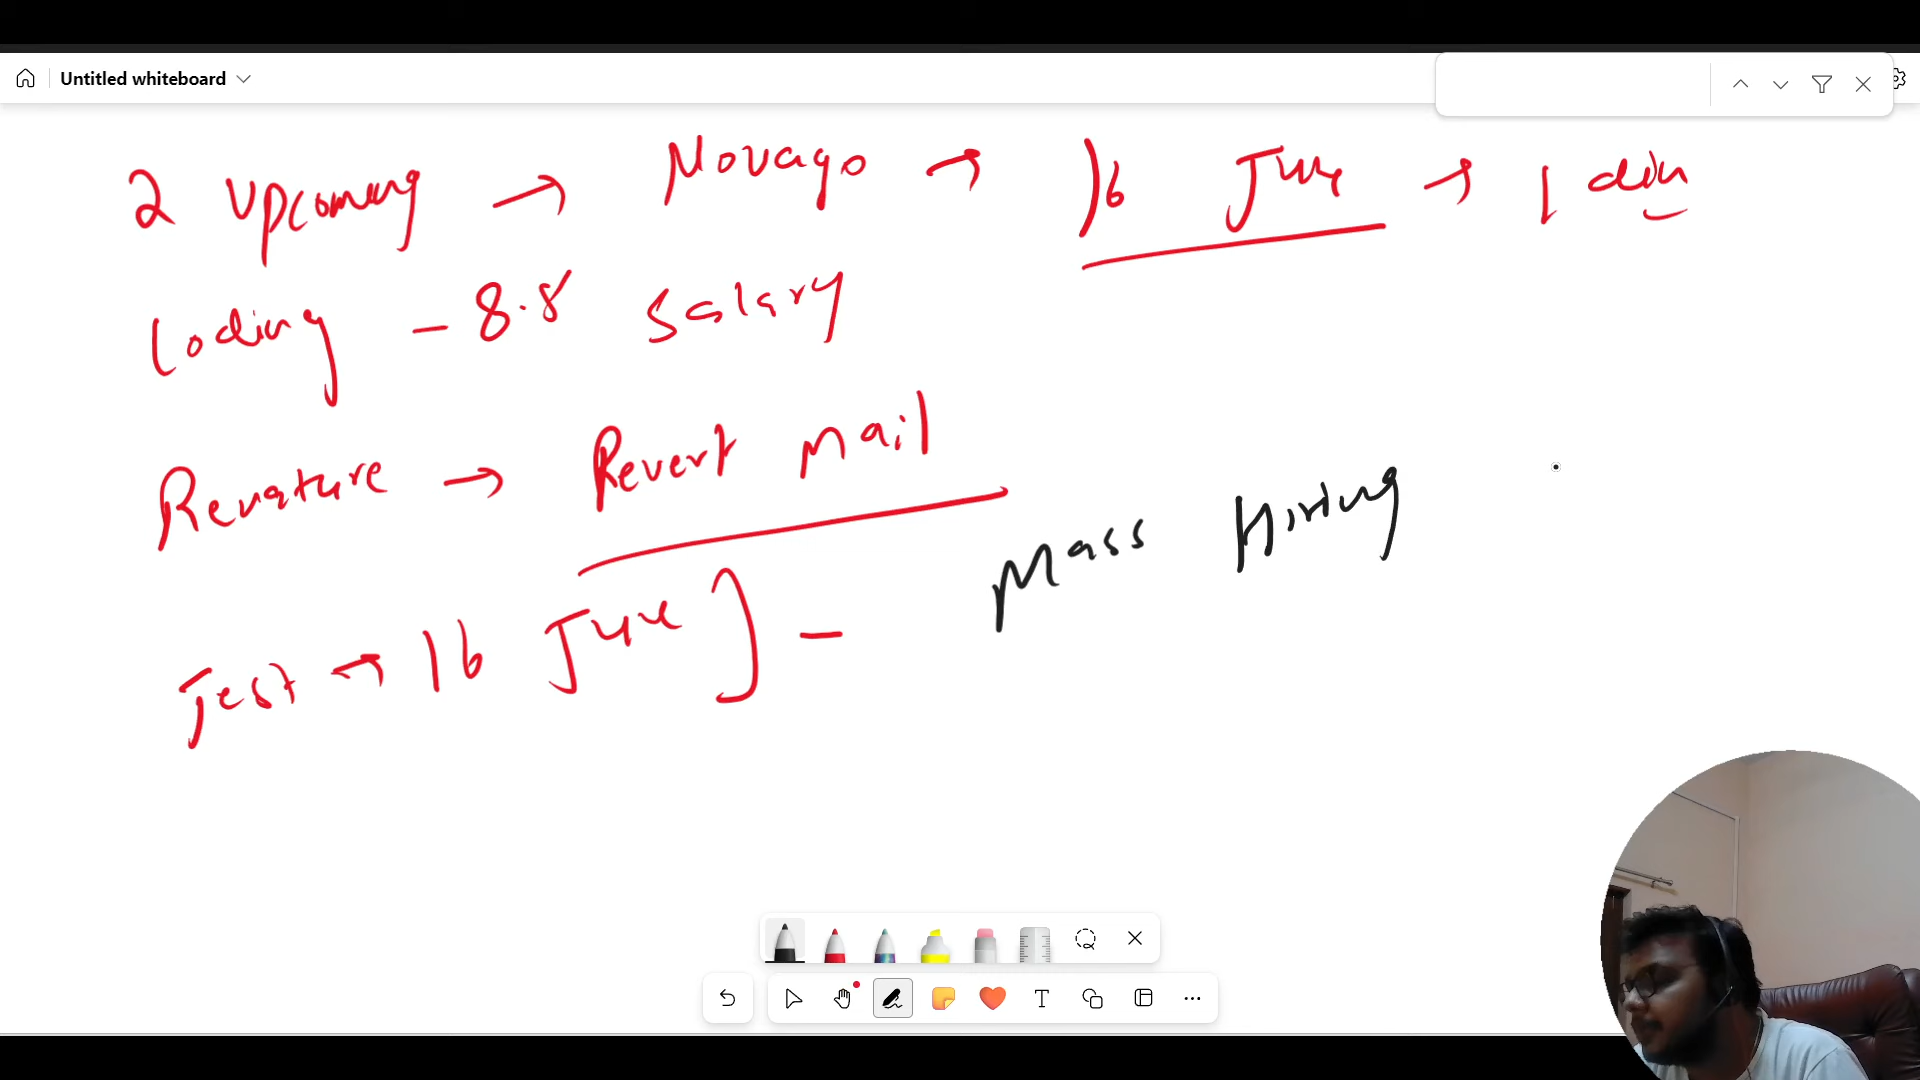 Untitled whiteboard
2 Upcoming → Novago → 16 June → 1 din
Coding - 8.8 Salary
Revature → Revert Mail
Mass Hiring
Test → 16 June ] -